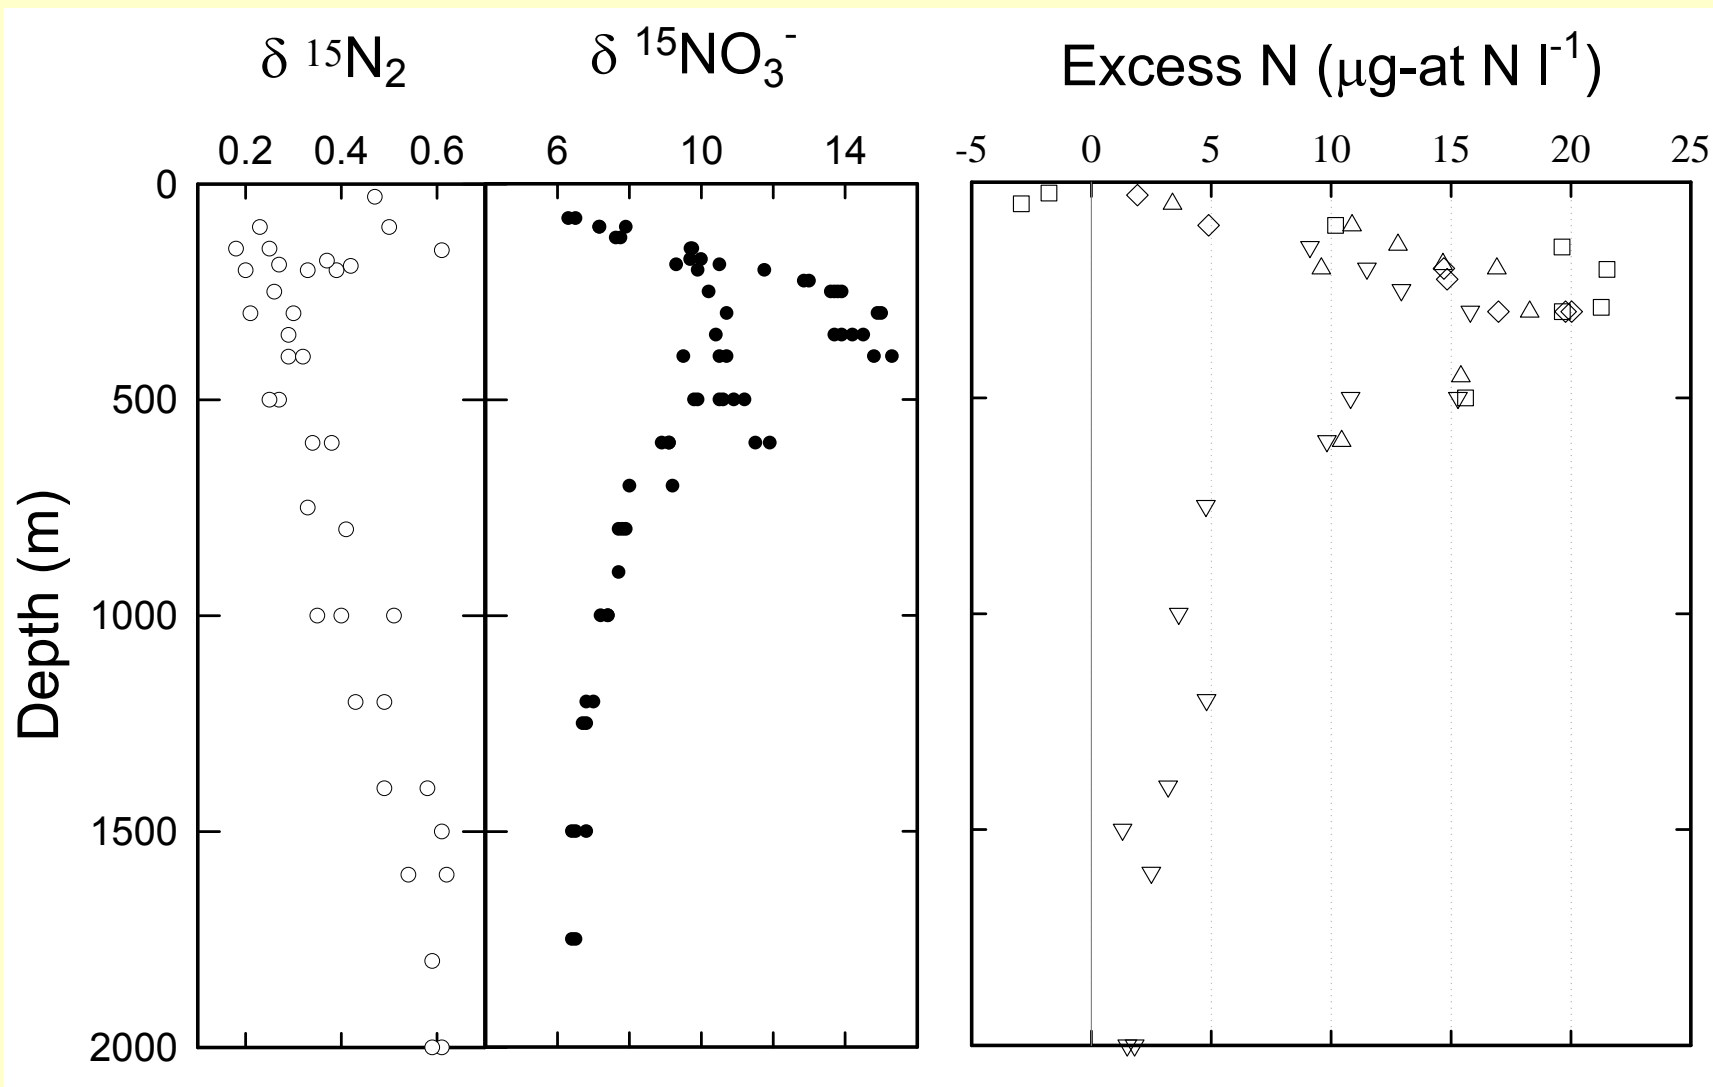 δ ¹⁵N₂
δ ¹⁵NO₃⁻
Excess N (μg-at N l⁻¹)
0.2 0.4 0.6
6 10 14
-5 0 5 10 15 20 25
Depth (m)
0
500
1000
1500
2000